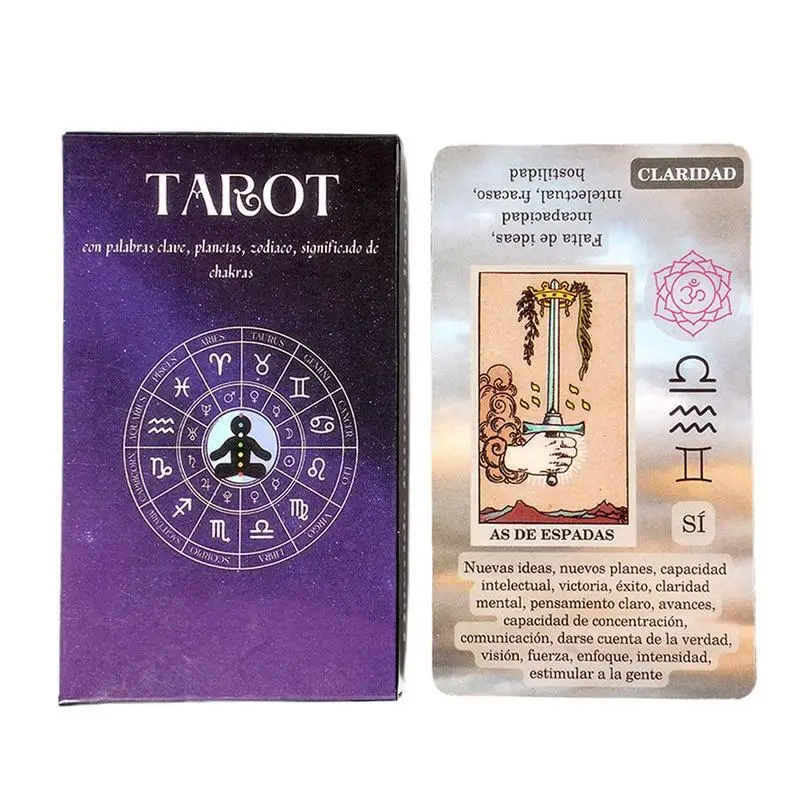 TAROT
con palabras clave, planetas, zodiaco, significado de
chakras
ARIES
TAURUS
GEMINI
CANCER
LEO
VIRGO
LIBRA
SCORPIO
CAPRICORN
AQUARIUS
PISCES
CLARIDAD
Falta de ideas,
incapacidad
intelectual, fracaso,
hostilidad
AS DE ESPADAS
SÍ
Nuevas ideas, nuevos planes, capacidad
intelectual, victoria, éxito, claridad
mental, pensamiento claro, avances,
capacidad de concentración,
comunicación, darse cuenta de la verdad,
visión, fuerza, enfoque, intensidad,
estimular a la gente